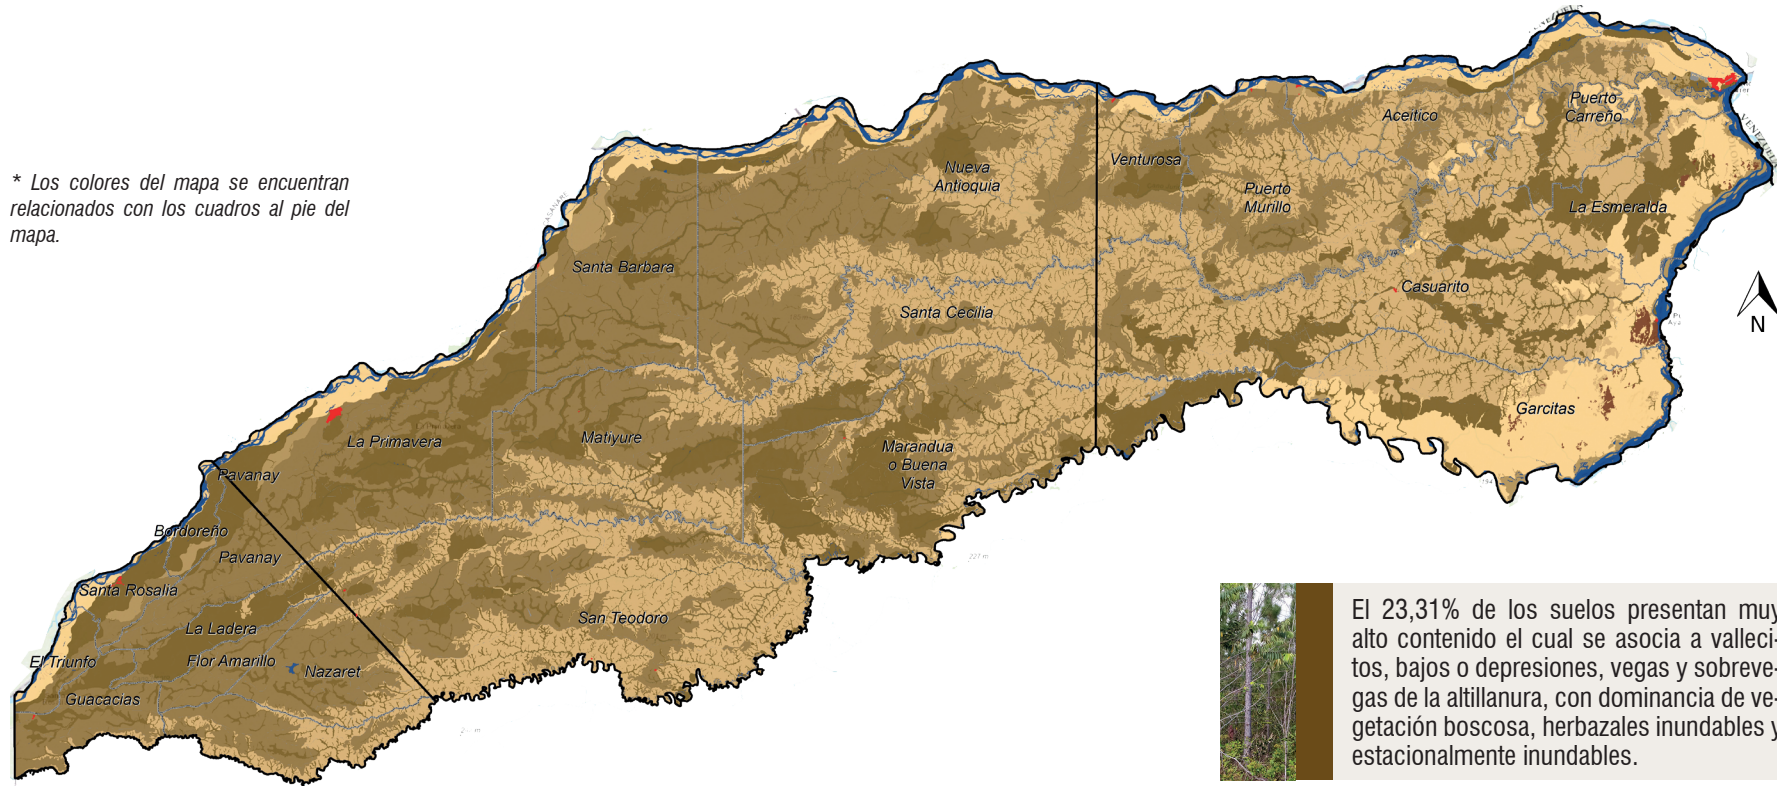 * Los colores del mapa se encuentran
relacionados con los cuadros al pie del
mapa.
Puerto
Carreño
Aceitico
Venturosa
Nueva
Antioquia
Puerto
Murillo
La Esmeralda
Santa Barbara
Casuarito
Santa Cecilia
N
Garcitas
La Primavera
Matiyure
Marandua
o Buena
Vista
Pavanay
Bordoreño
Pavanay
Santa Rosalia
La Ladera
San Teodoro
El Triunfo
Flor Amarillo
Nazaret
Guacacias
VENEZUELA
El 23,31% de los suelos presentan muy
alto contenido el cual se asocia a valleci-
tos, bajos o depresiones, vegas y sobreve-
gas de la altillanura, con dominancia de ve-
getación boscosa, herbazales inundables y
estacionalmente inundables.